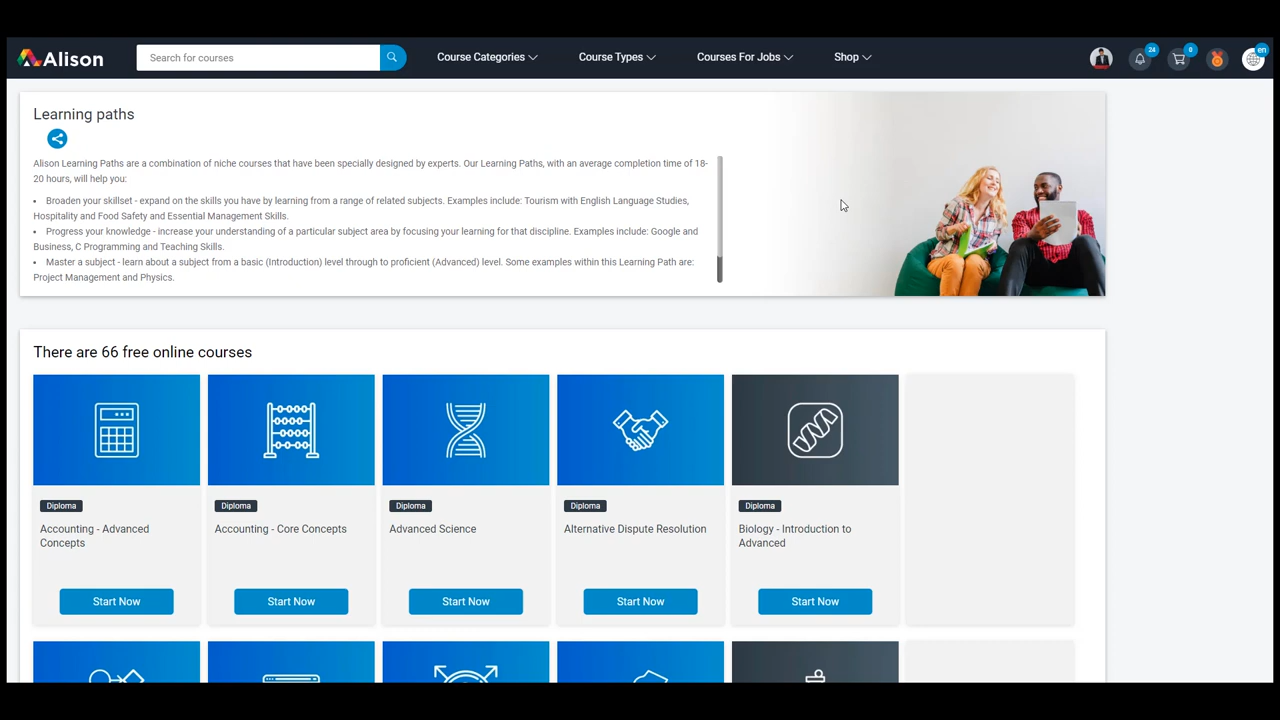 Alison
Search for courses
Course Categories
Course Types
Courses For Jobs
Shop
24
0
en
Learning paths
Alison Learning Paths are a combination of niche courses that have been specially designed by experts. Our Learning Paths, with an average completion time of 18-
20 hours, will help you:
• Broaden your skillset - expand on the skills you have by learning from a range of related subjects. Examples include: Tourism with English Language Studies,
Hospitality and Food Safety and Essential Management Skills.
• Progress your knowledge - increase your understanding of a particular subject area by focusing your learning for that discipline. Examples include: Google and
Business, C Programming and Teaching Skills.
• Master a subject - learn about a subject from a basic (Introduction) level through to proficient (Advanced) level. Some examples within this Learning Path are:
Project Management and Physics.
There are 66 free online courses
Diploma
Accounting - Advanced
Concepts
Start Now
Diploma
Accounting - Core Concepts
Start Now
Diploma
Advanced Science
Start Now
Diploma
Alternative Dispute Resolution
Start Now
Diploma
Biology - Introduction to
Advanced
Start Now